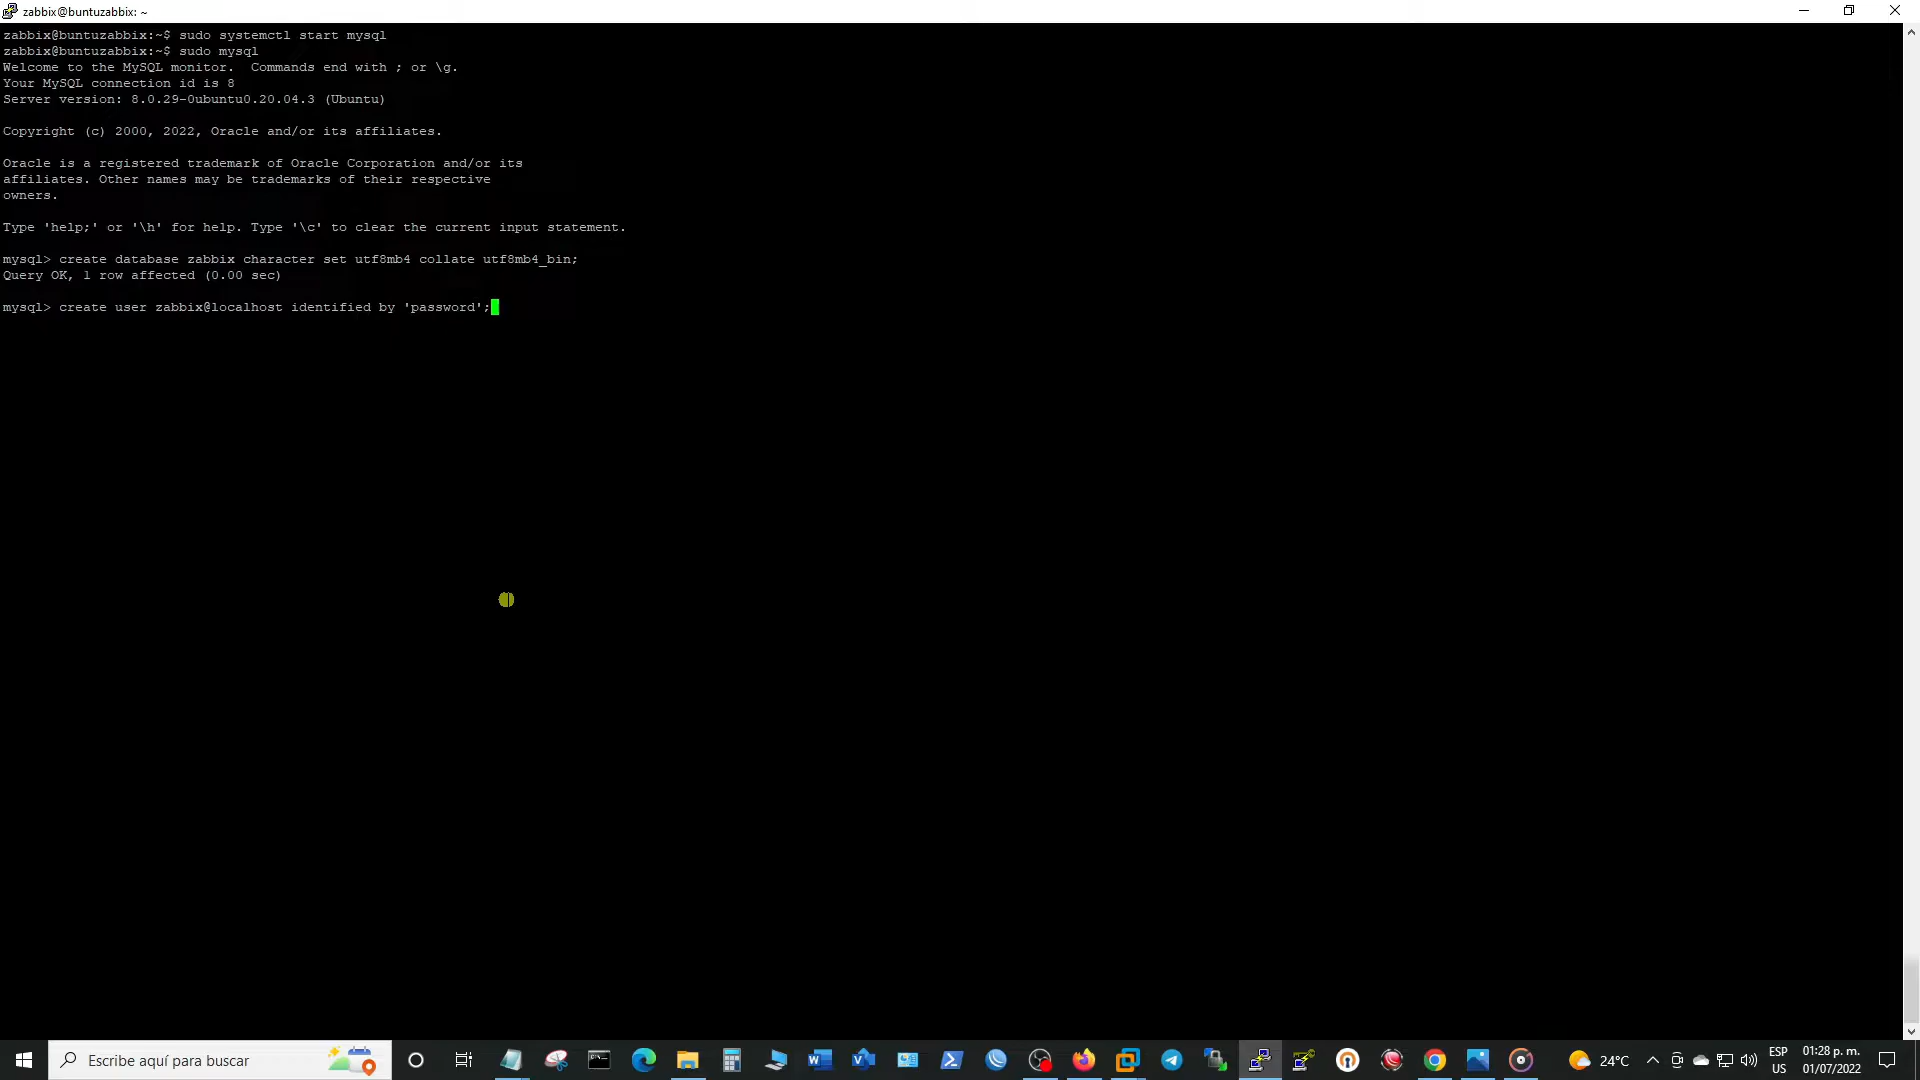 zabbix@buntuzabbix: ~
zabbix@buntuzabbix:~$ sudo systemctl start mysql
zabbix@buntuzabbix:~$ sudo mysql
Welcome to the MySQL monitor.  Commands end with ; or \g.
Your MySQL connection id is 8
Server version: 8.0.29-0ubuntu0.20.04.3 (Ubuntu)
Copyright (c) 2000, 2022, Oracle and/or its affiliates.
Oracle is a registered trademark of Oracle Corporation and/or its
affiliates. Other names may be trademarks of their respective
owners.
Type 'help;' or '\h' for help. Type '\c' to clear the current input statement.
mysql> create database zabbix character set utf8mb4 collate utf8mb4_bin;
Query OK, 1 row affected (0.00 sec)
mysql> create user zabbix@localhost identified by 'password';
Escribe aquí para buscar
24°C
ESP
US
01:28 p. m.
01/07/2022